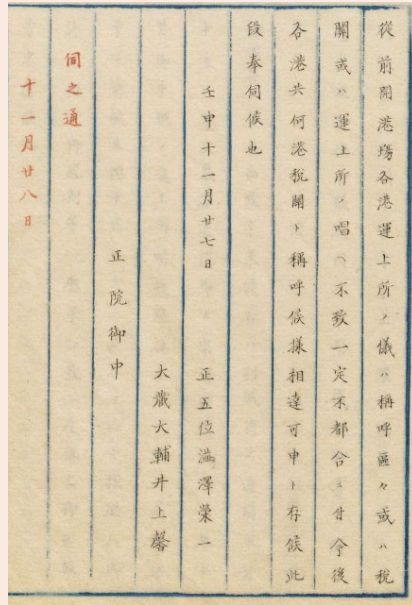 從前開港場各港運上所ノ儀ハ稱呼區々或ハ稅
關或ハ運上所ノ唱ヘ不致一定不都合ニ付今後
各港共何港稅關ト稱呼候樣相達可申ト存候此
段奉伺候也
壬申十一月廿七日 正五位澁澤榮一
大藏大輔井上馨
正院御中
伺之通
十一月廿八日